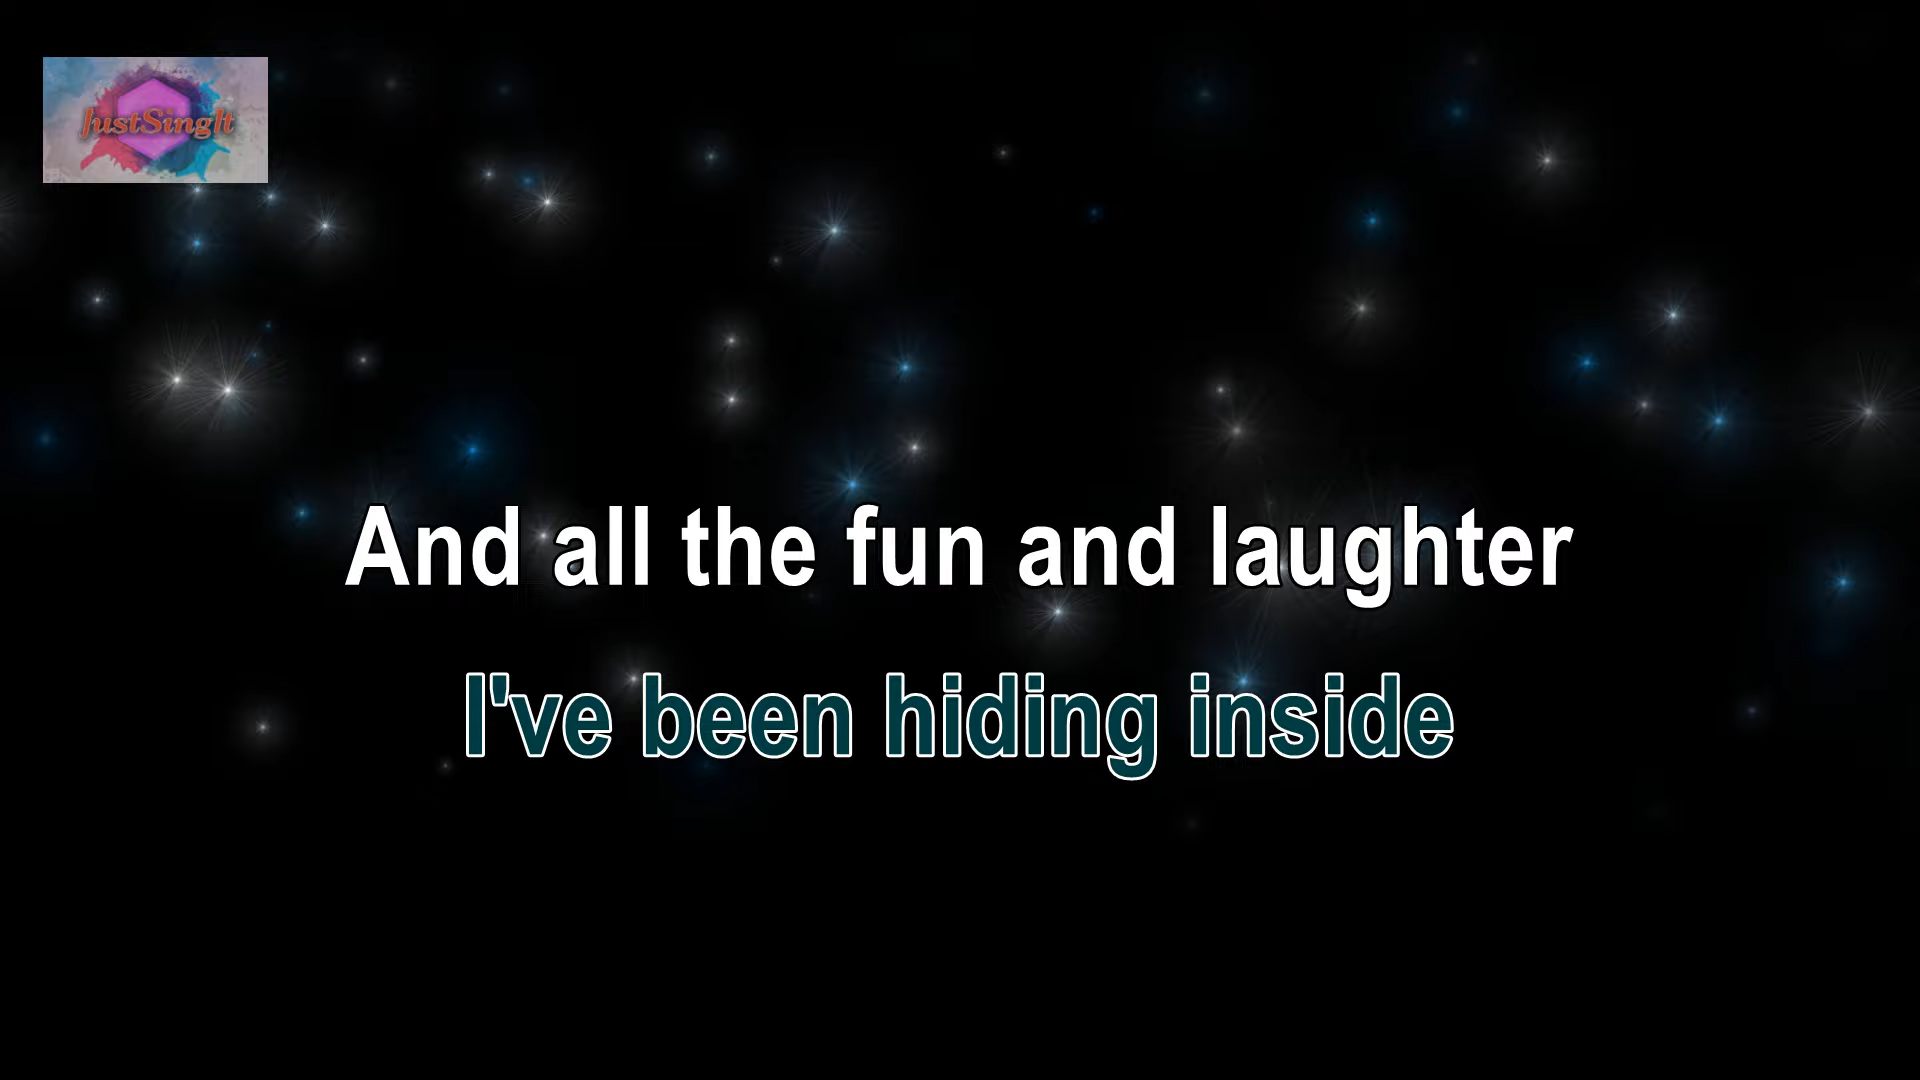 JustSingIt
And all the fun and laughter
I've been hiding inside